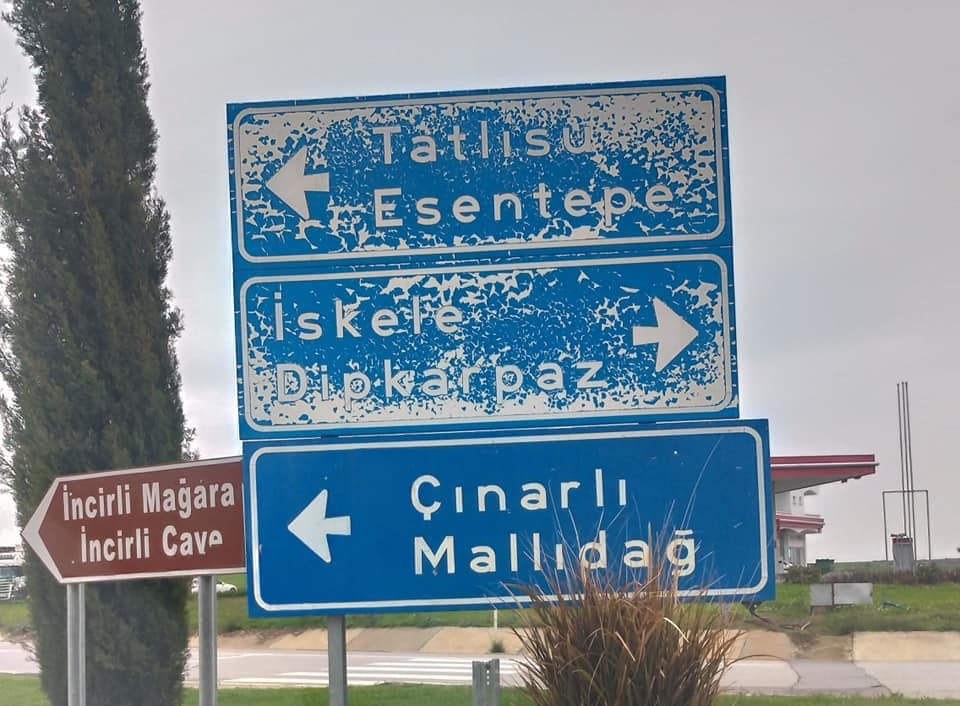 Tatlısu
Esentepe
İskele
Dipkarpaz
Çınarlı
Mallıdağ
İncirli Mağara
İncirli Cave